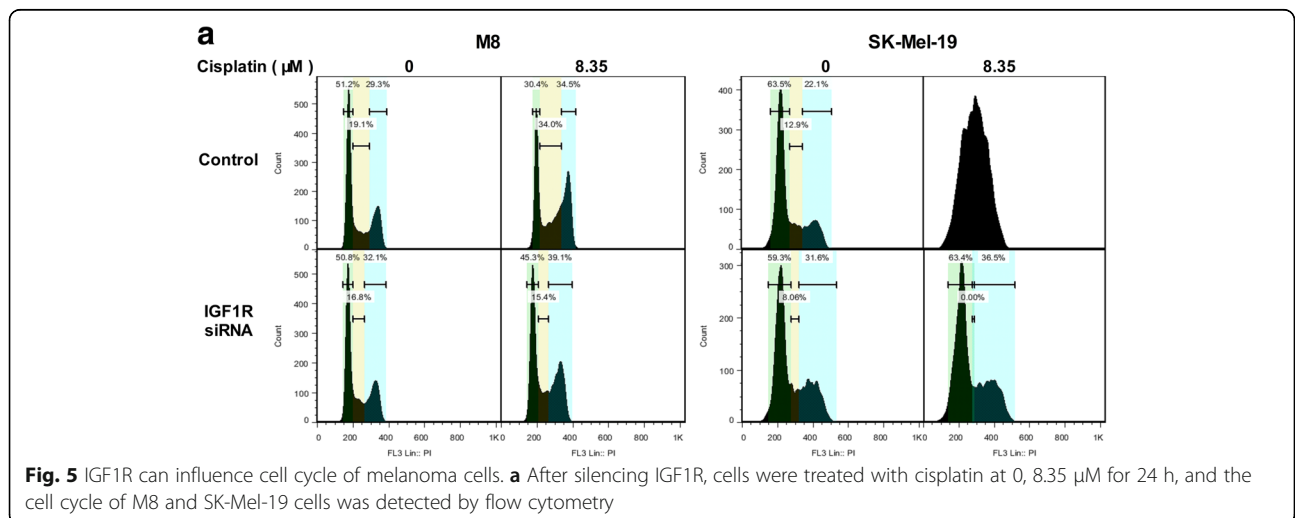 a
M8
SK-Mel-19
Cisplatin ( μM )
0
8.35
0
8.35
Control
51.2% 29.3%
19.1%
30.4% 34.5%
34.0%
63.5% 22.1%
12.9%
Count
500
400
300
200
100
0
Count
400
300
200
100
0
IGF1R
siRNA
50.8% 32.1%
16.8%
45.3% 39.1%
15.4%
59.3% 31.6%
8.06%
63.4% 36.5%
0.00%
Count
500
400
300
200
100
0
Count
300
200
100
0
0 200 400 600 800 1K
FL3 Lin:: PI
0 200 400 600 800 1K
FL3 Lin:: PI
0 200 400 600 800 1K
FL3 Lin:: PI
0 200 400 600 800 1K
FL3 Lin:: PI
Fig. 5 IGF1R can influence cell cycle of melanoma cells. a After silencing IGF1R, cells were treated with cisplatin at 0, 8.35 μM for 24 h, and the
cell cycle of M8 and SK-Mel-19 cells was detected by flow cytometry